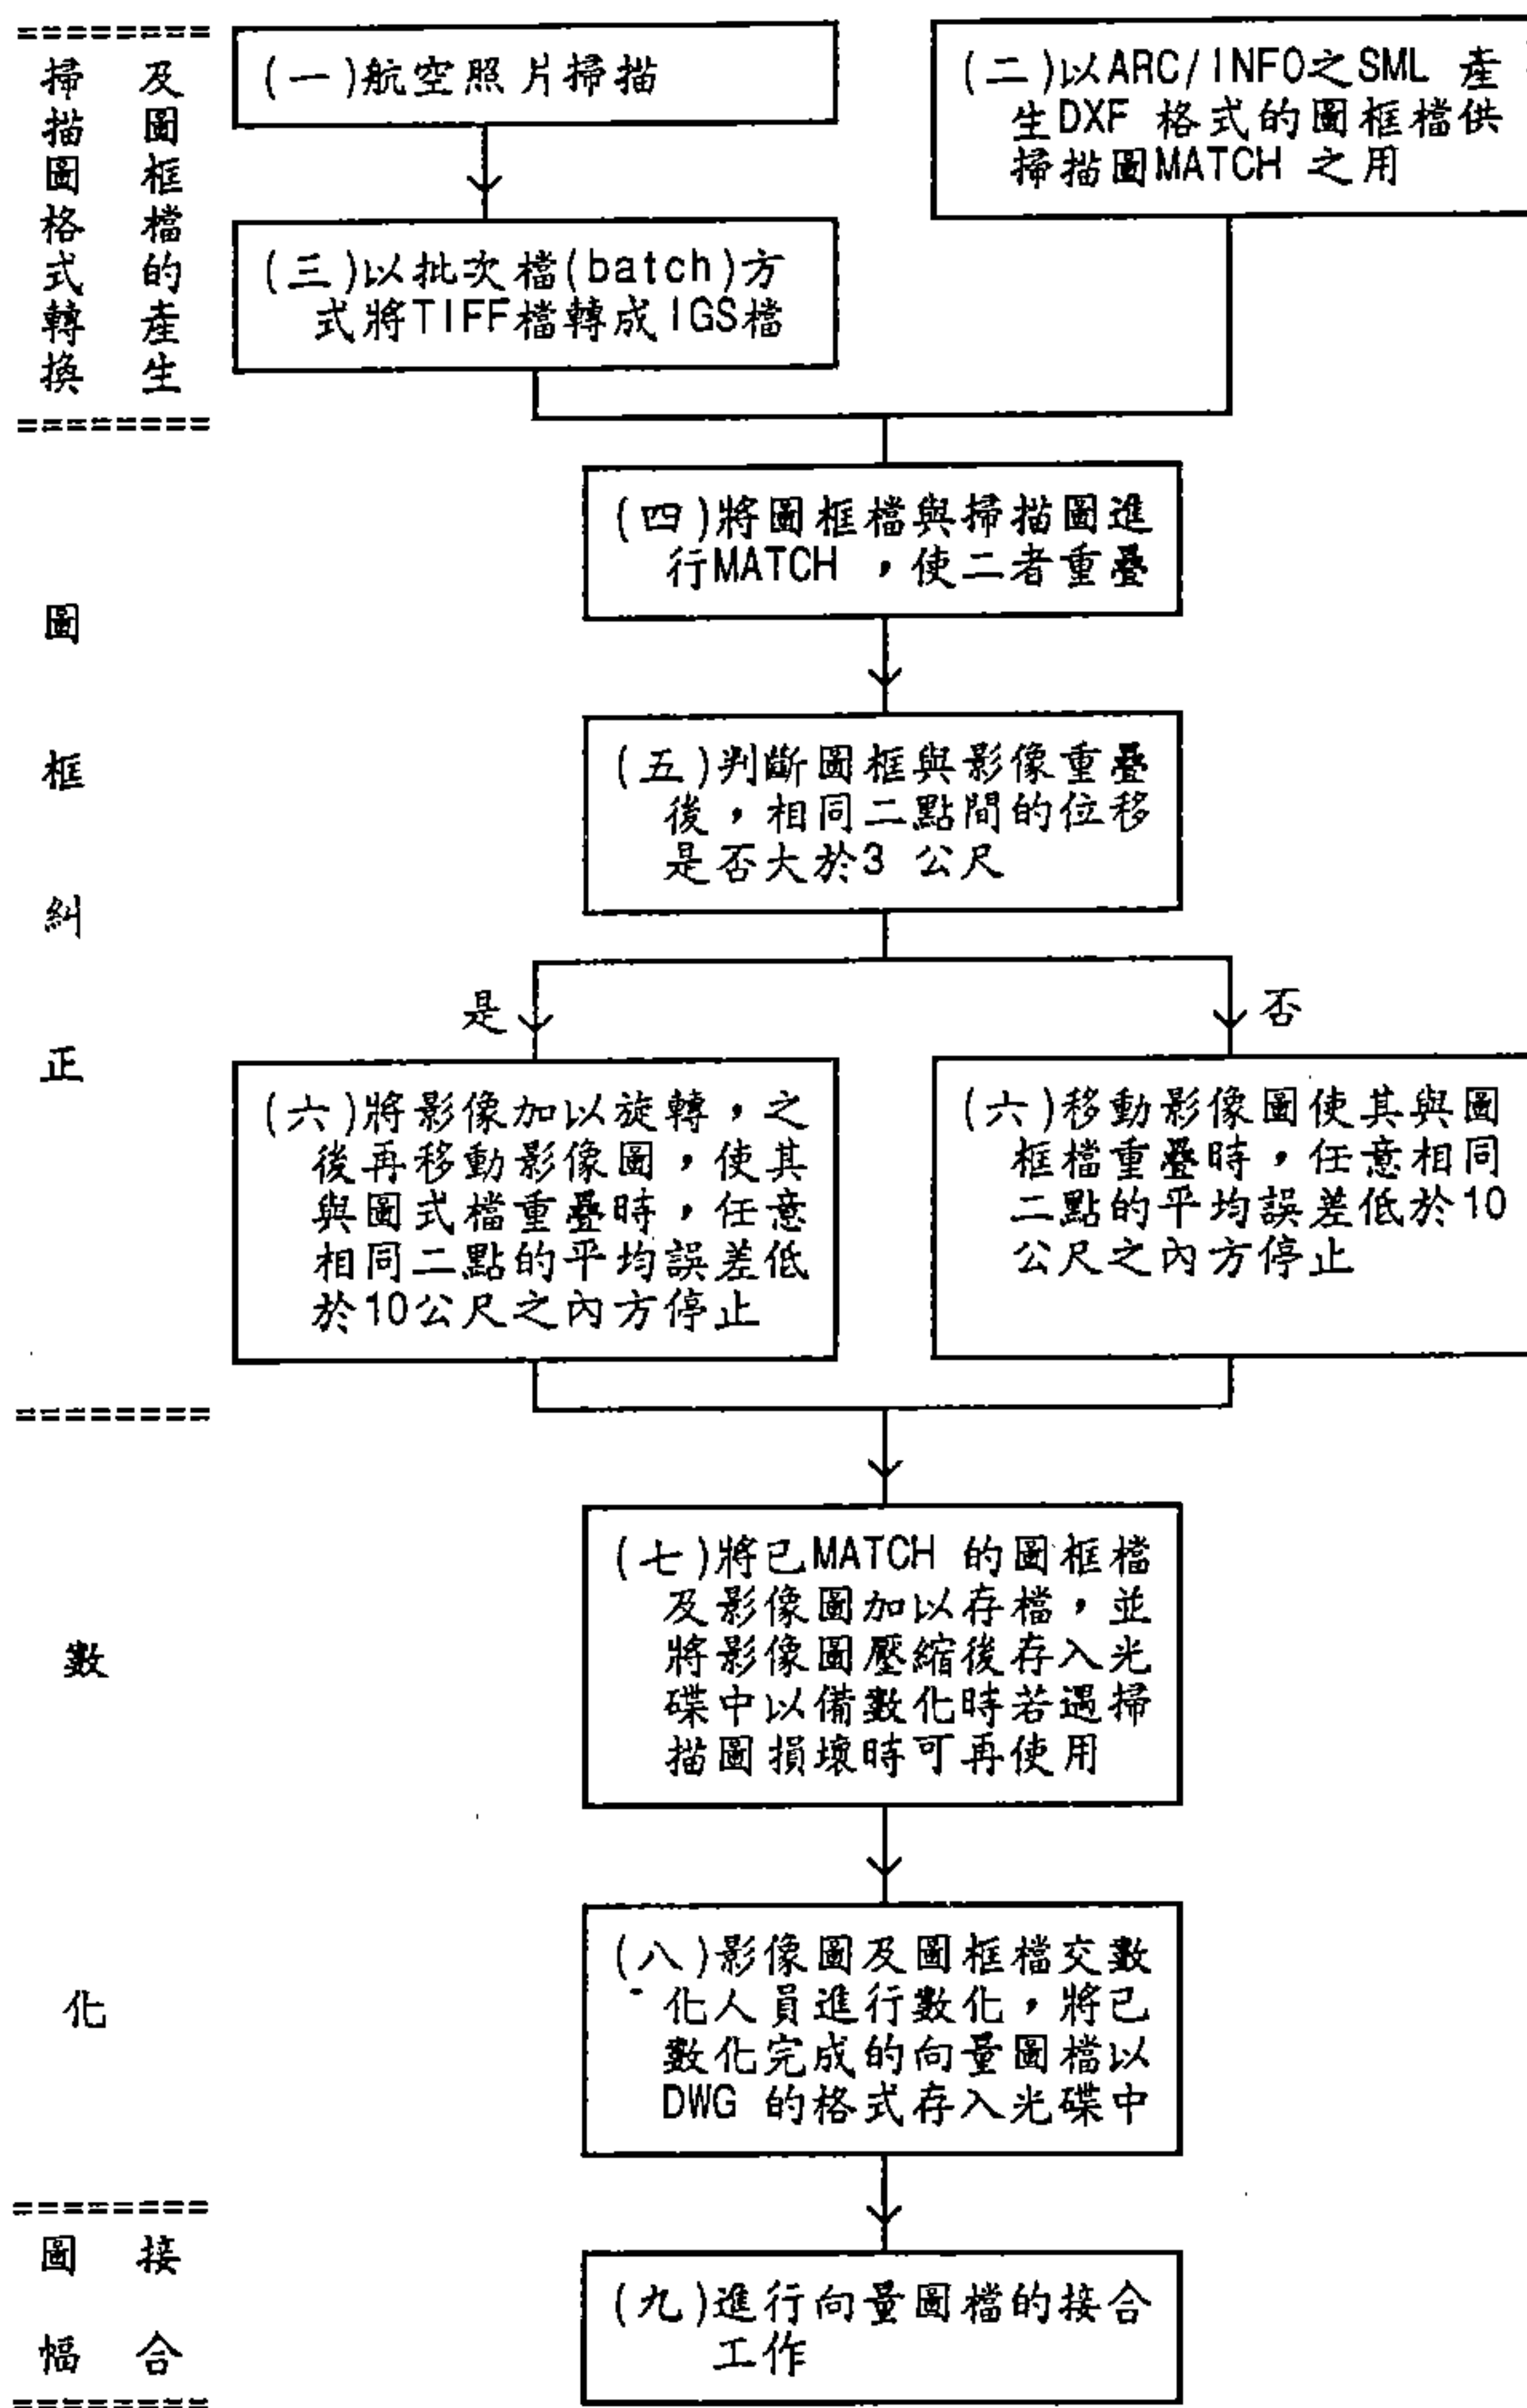 ========
掃描圖格式轉換
及圖框檔的產生
========
(一)航空照片掃描
(二)以ARC/INFO之SML 產
生DXF 格式的圖框檔供
掃描圖MATCH 之用
(三)以批次檔(batch)方
式將TIFF檔轉成IGS檔
圖框糾正
(四)將圖框檔與掃描圖進
行MATCH ,使二者重疊
(五)判斷圖框與影像重疊
後,相同二點間的位移
是否大於3 公尺
是
否
(六)將影像加以旋轉,之
後再移動影像圖,使其
與圖式檔重疊時,任意
相同二點的平均誤差低
於10公尺之內方停止
(六)移動影像圖使其與圖
框檔重疊時,任意相同
二點的平均誤差低於10
公尺之內方停止
========
數化
(七)將已MATCH 的圖框檔
及影像圖加以存檔,並
將影像圖壓縮後存入光
碟中以備數化時若遇掃
描圖損壞時可再使用
(八)影像圖及圖框檔交數
化人員進行數化,將已
數化完成的向量圖檔以
DWG 的格式存入光碟中
========
圖幅
接合
(九)進行向量圖檔的接合
工作
========